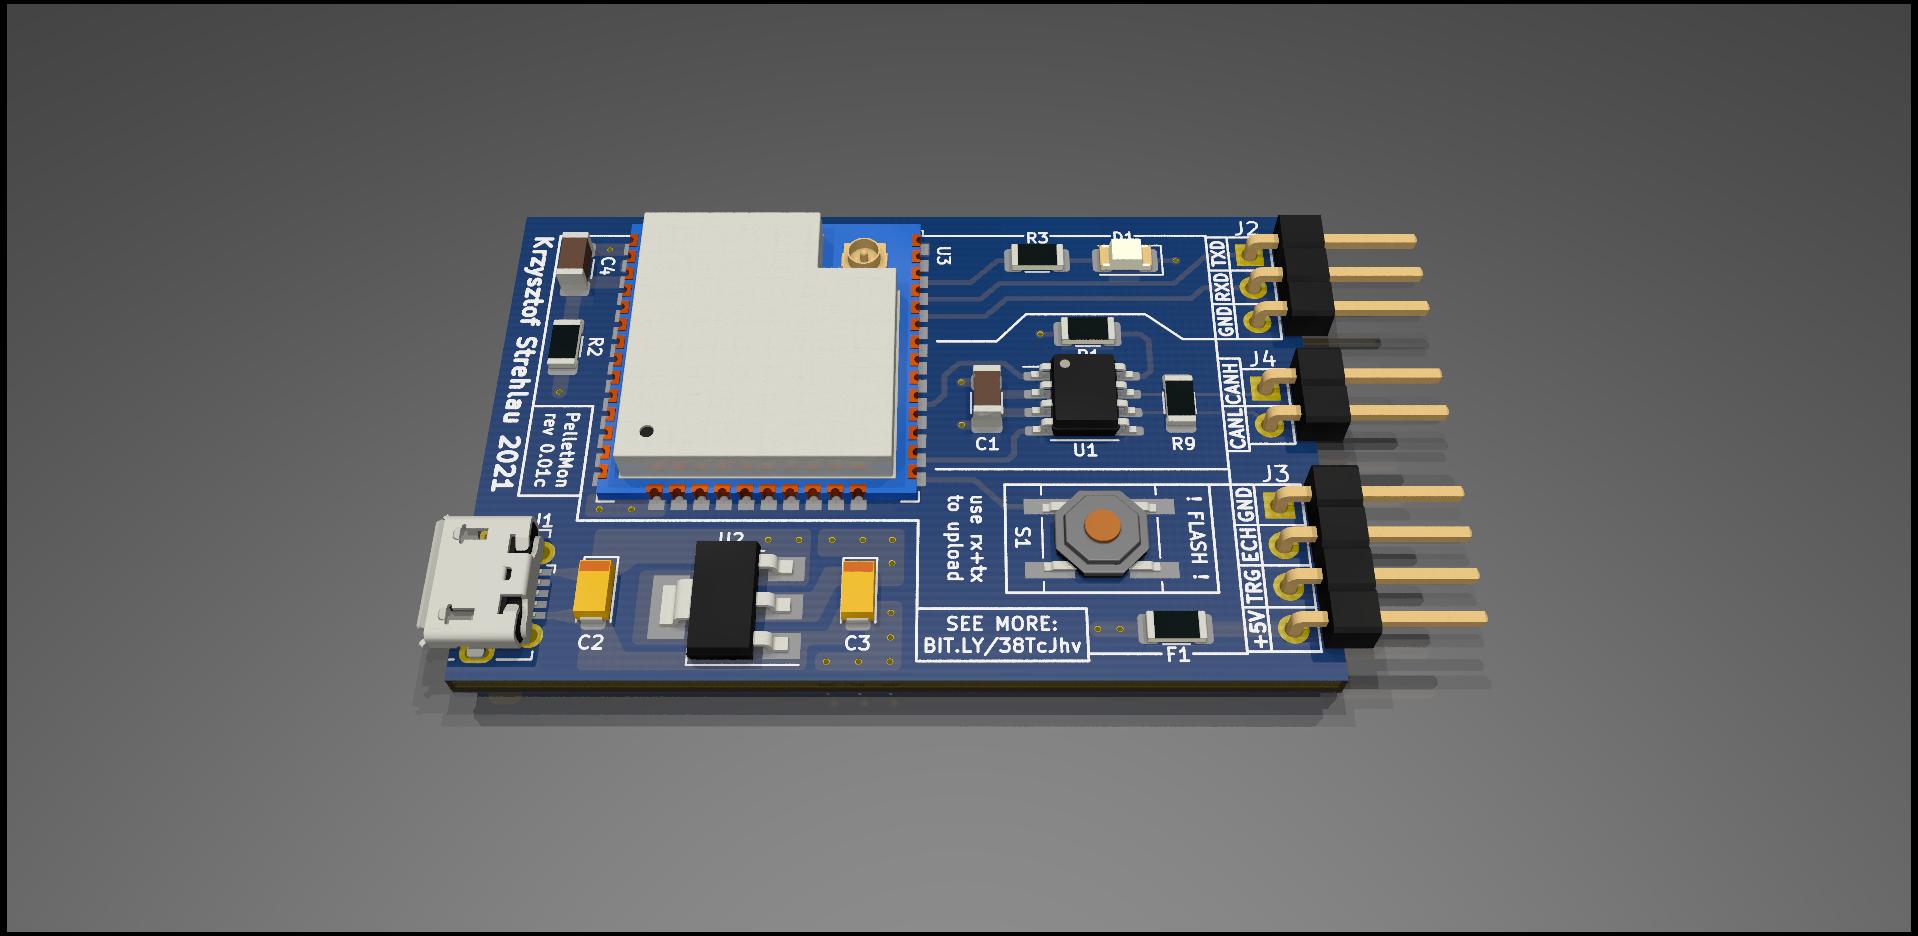 Krzysztof Strehlau 2021
C4
R2
PelletMon
rev 0.01c
U3
R3
D1
J2
TXD
RXD
GND
R1
C1
U1
R9
J4
CANH
CANL
J1
C2
U2
C3
use rx+tx
to upload
S1
! FLASH !
J3
GND
ECH
TRG
+5V
SEE MORE:
BIT.LY/38TcJhv
F1